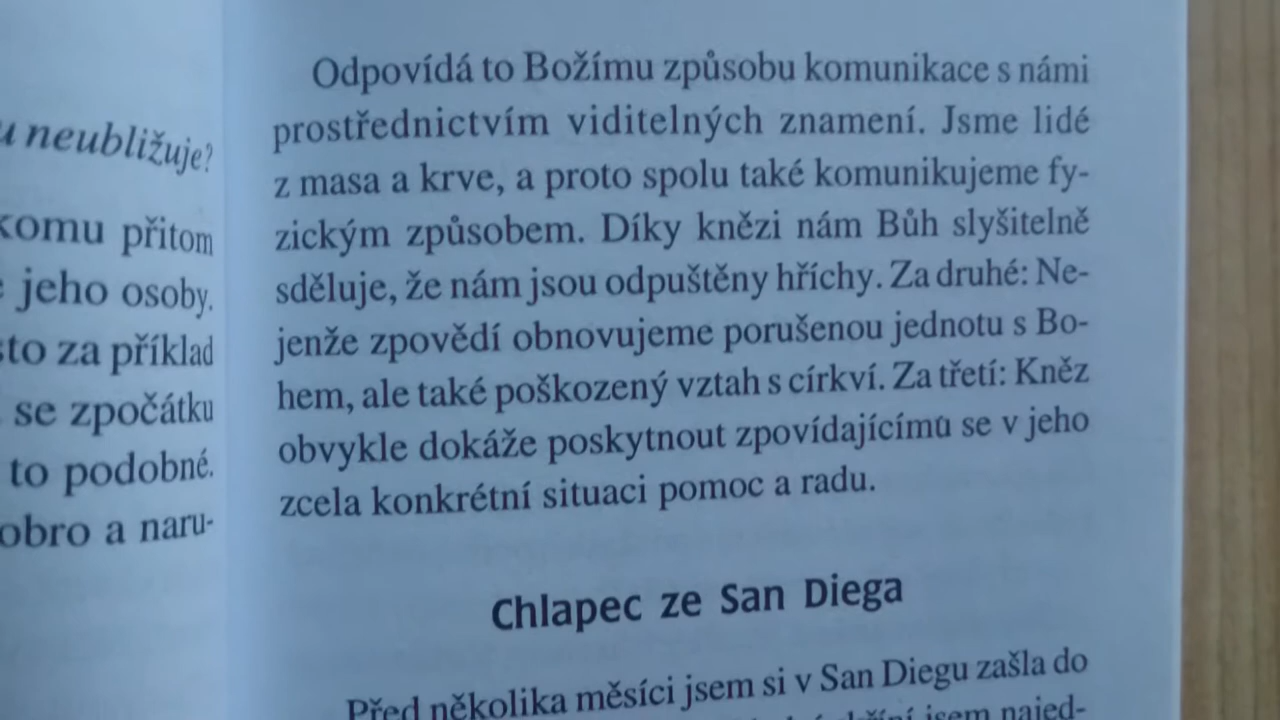 u neubližuje?
komu přitom
jeho osoby.
sto za příklad
se zpočátku
to podobné.
obro a naru-
Odpovídá to Božímu způsobu komunikace s námi
prostřednictvím viditelných znamení. Jsme lidé
z masa a krve, a proto spolu také komunikujeme fy-
zickým způsobem. Díky knězi nám Bůh slyšitelně
sděluje, že nám jsou odpuštěny hříchy. Za druhé: Ne-
jenže zpovědí obnovujeme porušenou jednotu s Bo-
hem, ale také poškozený vztah s církví. Za třetí: Kněz
obvykle dokáže poskytnout zpovídajícímu se v jeho
zcela konkrétní situaci pomoc a radu.
Chlapec ze San Diega
Před několika měsíci jsem si v San Diegu zašla do
jsem najed-